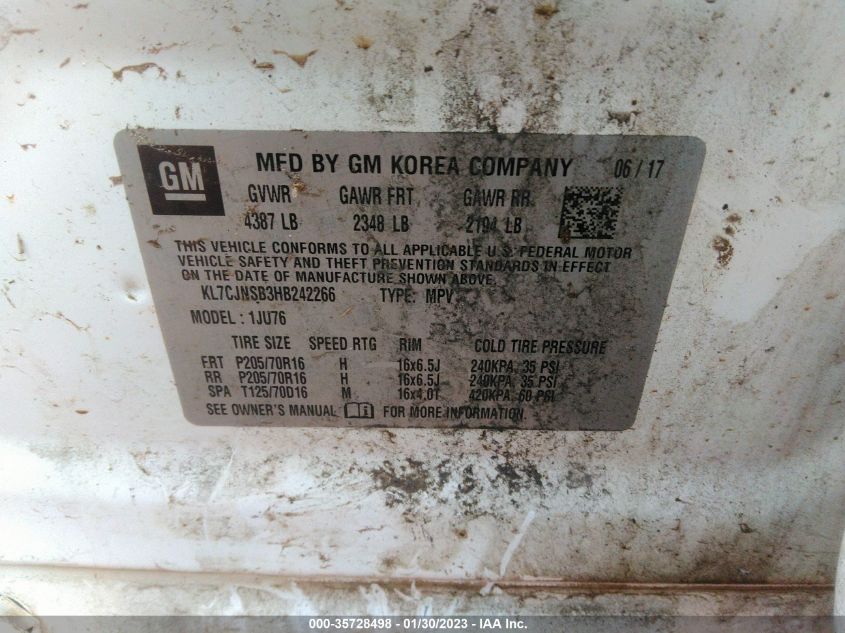 GM MFD BY GM KOREA COMPANY 06 / 17
GVWR GAWR FRT GAWR RR
4387 LB 2348 LB 2194 LB
THIS VEHICLE CONFORMS TO ALL APPLICABLE U.S. FEDERAL MOTOR
VEHICLE SAFETY AND THEFT PREVENTION STANDARDS IN EFFECT
ON THE DATE OF MANUFACTURE SHOWN ABOVE.
KL7CJNSB3HB242266 TYPE: MPV
MODEL : 1JU76
TIRE SIZE SPEED RTG RIM COLD TIRE PRESSURE
FRT P205/70R16 H 16x6.5J 240KPA, 35 PSI
RR P205/70R16 H 16x6.5J 240KPA, 35 PSI
SPA T125/70D16 M 16x4.0T 420KPA, 60 PSI
SEE OWNER'S MANUAL FOR MORE INFORMATION
000-35728498 - 01/30/2023 - IAA Inc.